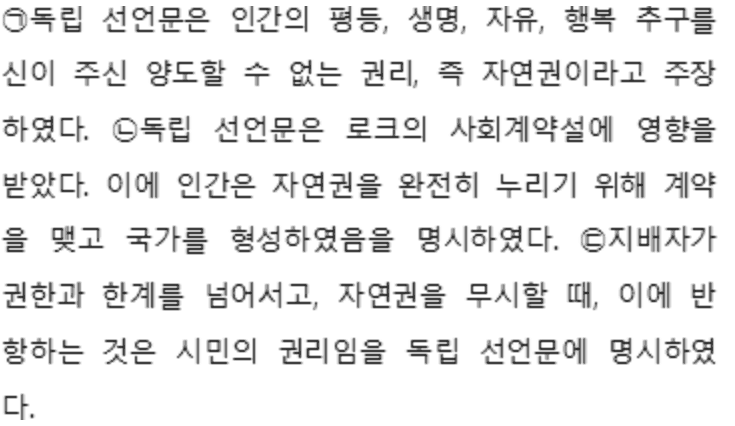 ㉠독립 선언문은 인간의 평등, 생명, 자유, 행복 추구를
신이 주신 양도할 수 없는 권리, 즉 자연권이라고 주장
하였다. ㉡독립 선언문은 로크의 사회계약설에 영향을
받았다. 이에 인간은 자연권을 완전히 누리기 위해 계약
을 맺고 국가를 형성하였음을 명시하였다. ㉢지배자가
권한과 한계를 넘어서고, 자연권을 무시할 때, 이에 반
항하는 것은 시민의 권리임을 독립 선언문에 명시하였
다.